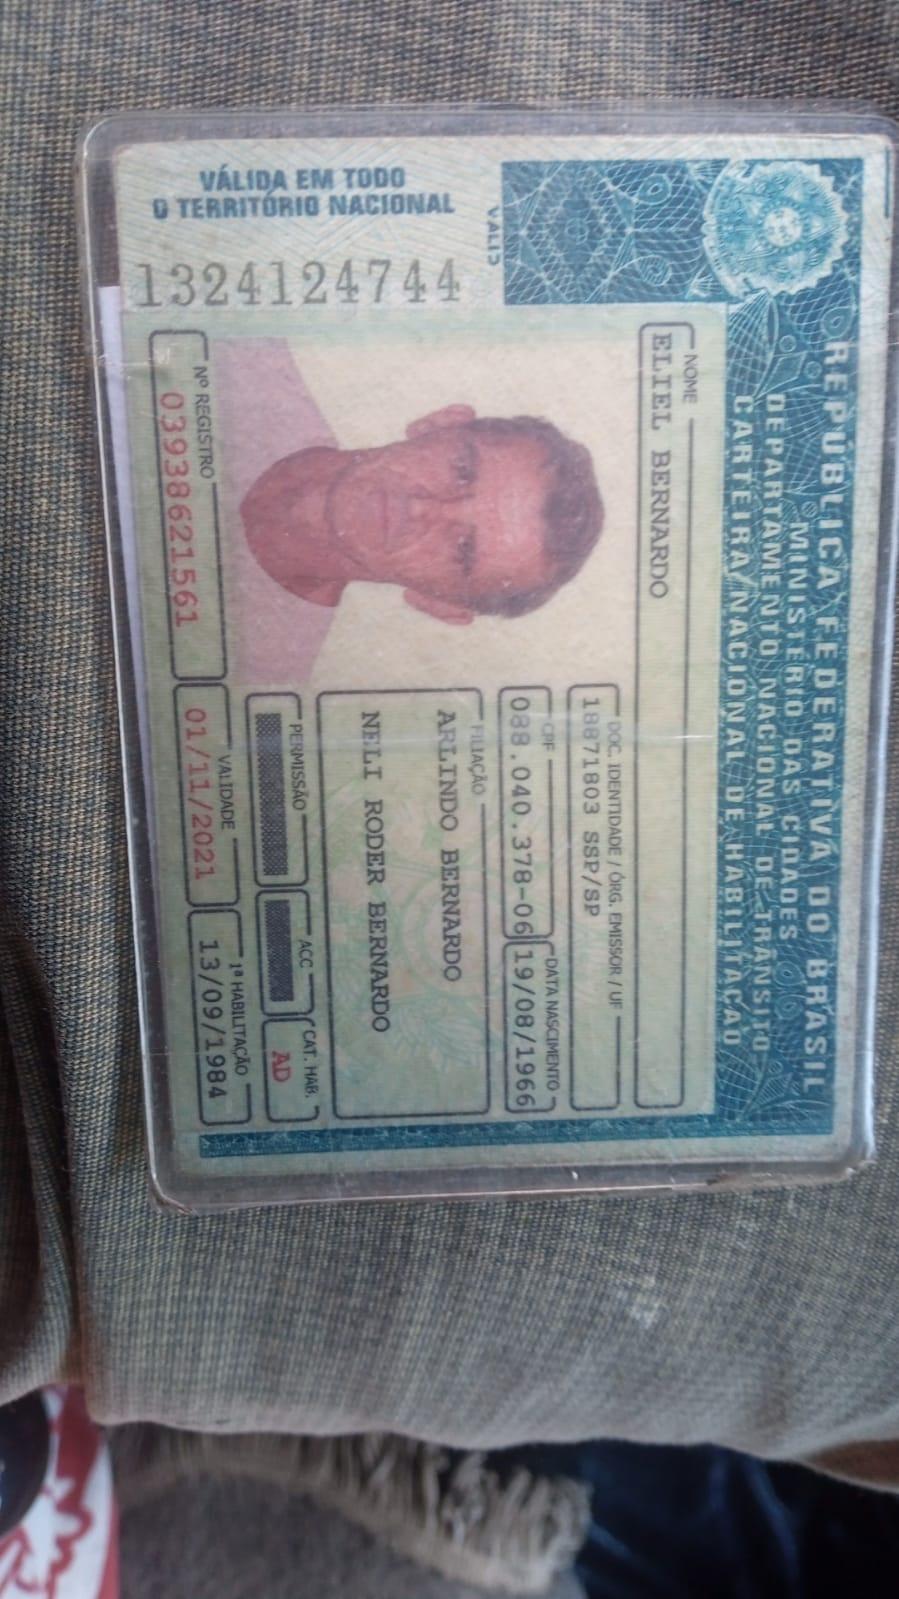 REPÚBLICA FEDERATIVA DO BRASIL
MINISTÉRIO DAS CIDADES
DEPARTAMENTO NACIONAL DE TRÂNSITO
CARTEIRA NACIONAL DE HABILITAÇÃO
NOME
ELIEL BERNARDO
DOC. IDENTIDADE / ÓRG. EMISSOR / UF
18871803 SSP/SP
CPF
088.040.378-06
DATA NASCIMENTO
19/08/1966
FILIAÇÃO
ARLINDO BERNARDO
NELI RODER BERNARDO
PERMISSÃO
ACC
CAT. HAB.
AD
Nº REGISTRO
03938621561
VALIDADE
01/11/2021
1ª HABILITAÇÃO
13/09/1984
VÁLIDA EM TODO
O TERRITÓRIO NACIONAL
1324124744